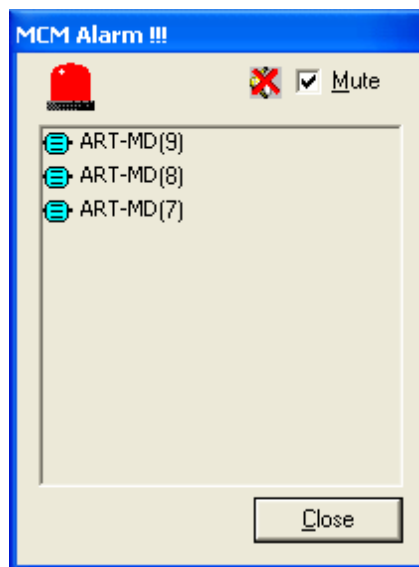 MCM Alarm !!!
Mute
ART-MD(9)
ART-MD(8)
ART-MD(7)
Close